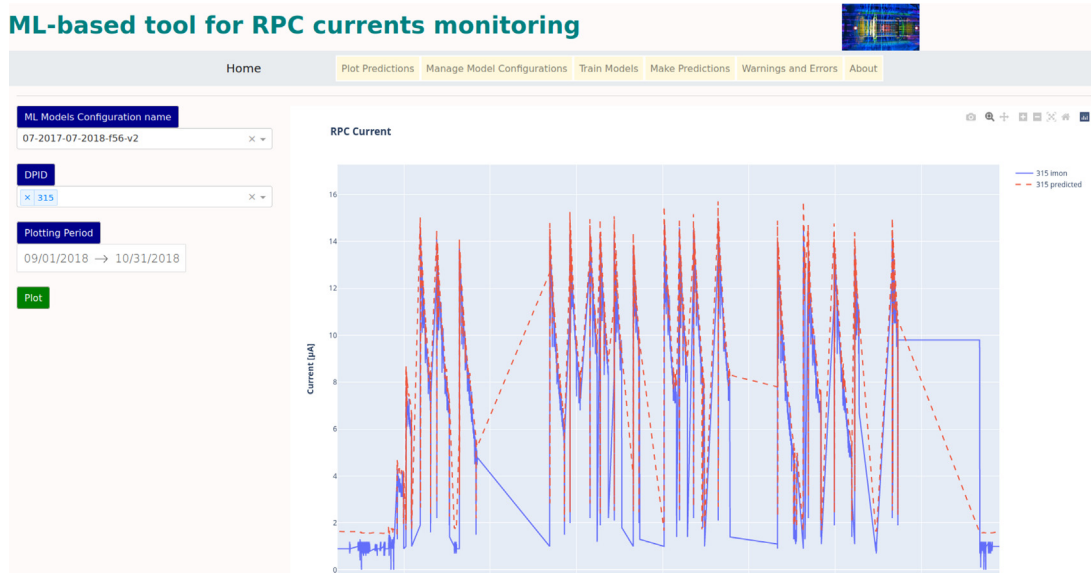 ML-based tool for RPC currents monitoring
Home Plot Predictions Manage Model Configurations Train Models Make Predictions Warnings and Errors About
ML Models Configuration name
07-2017-07-2018-f56-v2 × 
DPID
× 315 ×
Plotting Period
09/01/2018 → 10/31/2018
Plot
RPC Current
315 imon
315 predicted
Current [μA]
16
14
12
10
8
6
4
2
0